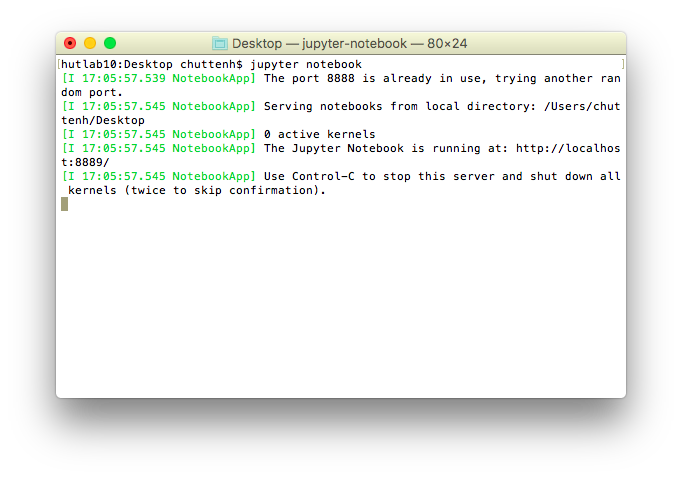 Desktop — jupyter-notebook — 80×24
[hutlab10:Desktop chuttenh$ jupyter notebook]
[I 17:05:57.539 NotebookApp] The port 8888 is already in use, trying another ran
dom port.
[I 17:05:57.545 NotebookApp] Serving notebooks from local directory: /Users/chut
tenh/Desktop
[I 17:05:57.545 NotebookApp] 0 active kernels
[I 17:05:57.545 NotebookApp] The Jupyter Notebook is running at: http://localhos
t:8889/
[I 17:05:57.545 NotebookApp] Use Control-C to stop this server and shut down all
 kernels (twice to skip confirmation).